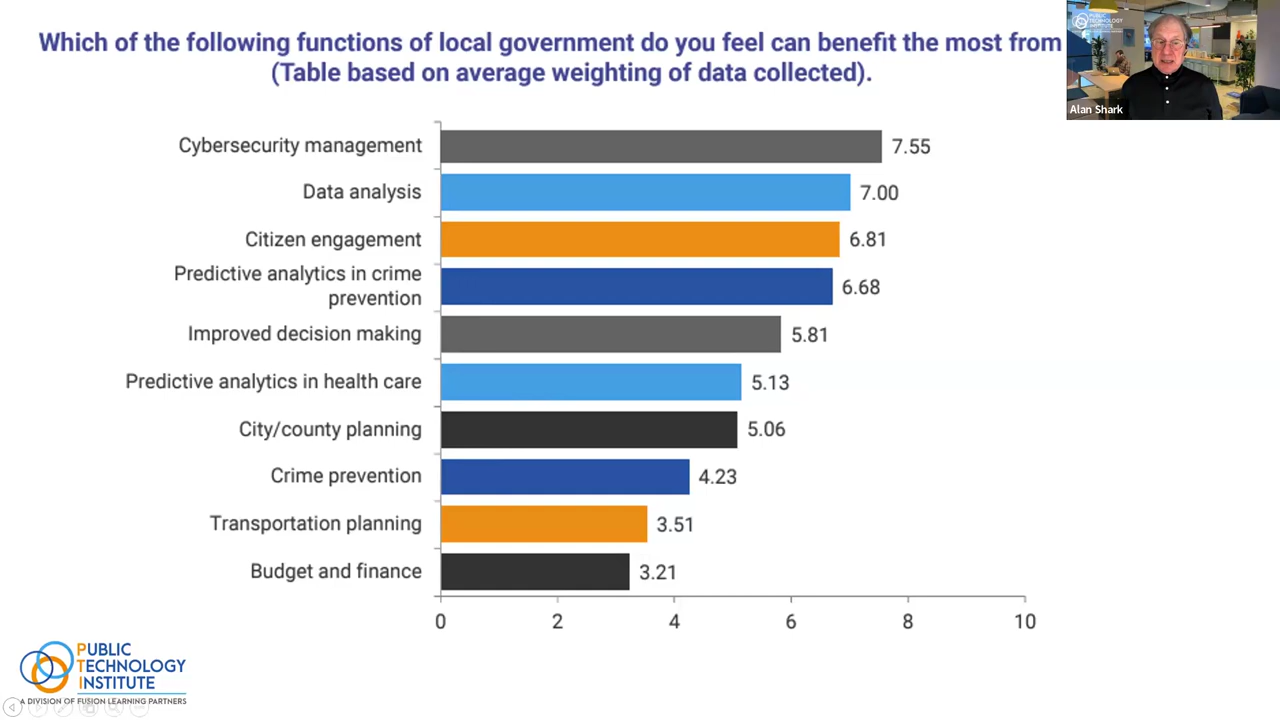 Which of the following functions of local government do you feel can benefit the most from
(Table based on average weighting of data collected).
PUBLIC
TECHNOLOGY
INSTITUTE
Alan Shark
Cybersecurity management 7.55
Data analysis 7.00
Citizen engagement 6.81
Predictive analytics in crime
prevention 6.68
Improved decision making 5.81
Predictive analytics in health care 5.13
City/county planning 5.06
Crime prevention 4.23
Transportation planning 3.51
Budget and finance 3.21
0 2 4 6 8 10
PUBLIC
TECHNOLOGY
INSTITUTE
A DIVISION OF FUSION LEARNING PARTNERS